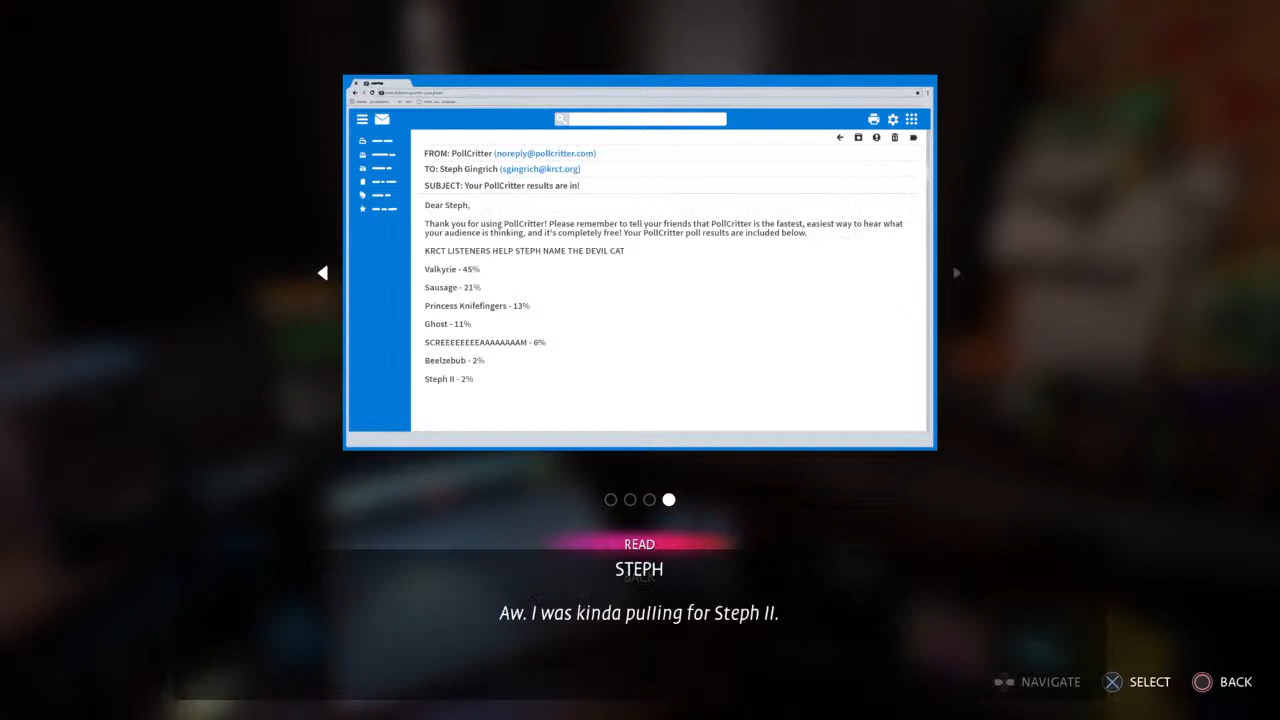 FROM: PollCritter (noreply@pollcritter.com)
TO: Steph Gingrich (sgingrich@krct.org)
SUBJECT: Your PollCritter results are in!
Dear Steph,
Thank you for using PollCritter! Please remember to tell your friends that PollCritter is the fastest, easiest way to hear what
your audience is thinking, and it's completely free! Your PollCritter poll results are included below.
KRCT LISTENERS HELP STEPH NAME THE DEVIL CAT
Valkyrie - 45%
Sausage - 21%
Princess Knifefingers - 13%
Ghost - 11%
SCREEEEEEEAAAAAAAM - 6%
Beelzebub - 2%
Steph II - 2%
READ
STEPH
BACK
Aw. I was kinda pulling for Steph II.
NAVIGATE SELECT BACK